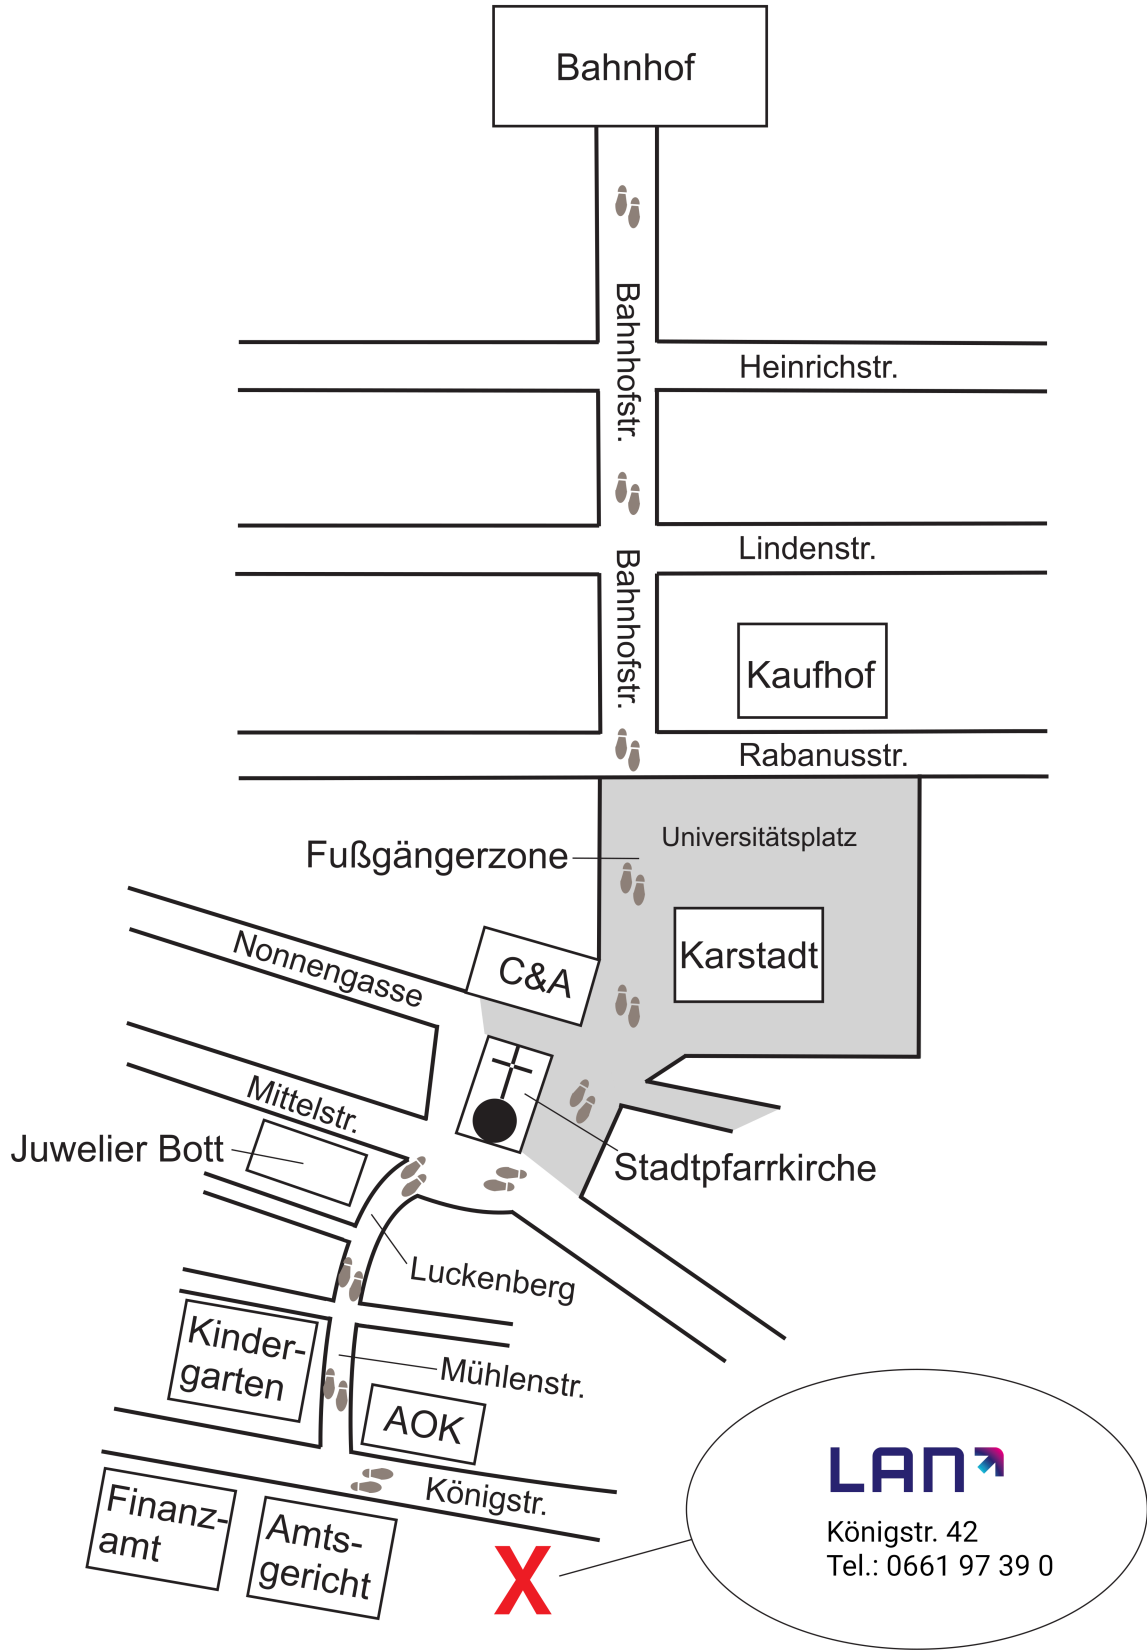 Bahnhof
Bahnhofstr.
Heinrichstr.
Lindenstr.
Bahnhofstr.
Kaufhof
Rabanusstr.
Universitätsplatz
Fußgängerzone
Karstadt
C&A
Nonnengasse
Mittelstr.
Juwelier Bott
Stadtpfarrkirche
Luckenberg
Kinder-
garten
Mühlenstr.
AOK
Königstr.
Finanz-
amt
Amts-
gericht
X
LAN
Königstr. 42
Tel.: 0661 97 39 0